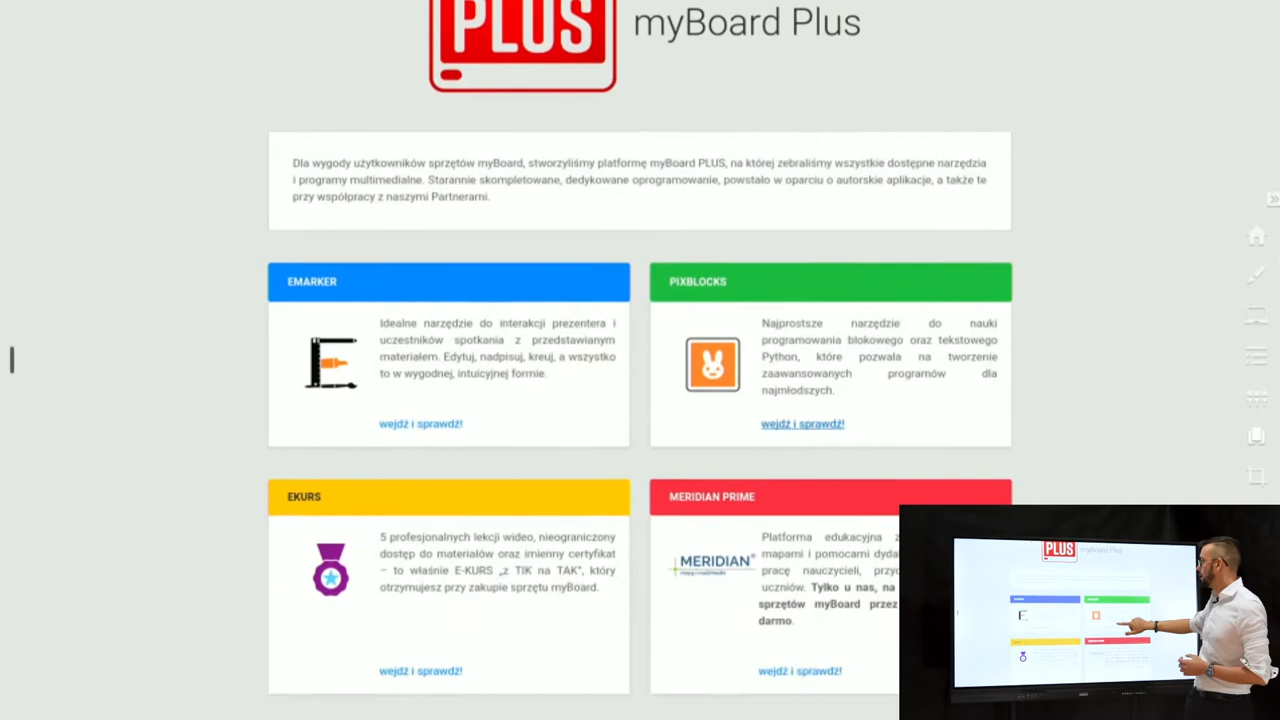 PLUS
myBoard Plus
Dla wygody użytkowników sprzętów myBoard, stworzyliśmy platformę myBoard PLUS, na której zebraliśmy wszystkie dostępne narzędzia
i programy multimedialne. Starannie skompletowane, dedykowane oprogramowanie, powstało w oparciu o autorskie aplikacje, a także te
przy współpracy z naszymi Partnerami.
EMARKER
Idealne narzędzie do interakcji prezentera i
uczestników spotkania z przedstawianym
materiałem. Edytuj, nadpisuj, kreuj, a wszystko
to w wygodnej, intuicyjnej formie.
wejdź i sprawdź!
PIXBLOCKS
Najprostsze narzędzie do nauki
programowania blokowego oraz tekstowego
Python, które pozwala na tworzenie
zaawansowanych programów dla
najmłodszych.
wejdź i sprawdź!
EKURS
5 profesjonalnych lekcji wideo, nieograniczony
dostęp do materiałów oraz imienny certyfikat
– to właśnie E-KURS „z TIK na TAK”, który
otrzymujesz przy zakupie sprzętu myBoard.
wejdź i sprawdź!
MERIDIAN PRIME
MERIDIAN
Platforma edukacyjna z
mapami i pomocami dyda
pracę nauczycieli, przyc
uczniów. Tylko u nas, na
sprzętów myBoard przez
darmo.
wejdź i sprawdź!
PLUS
myBoard Plus